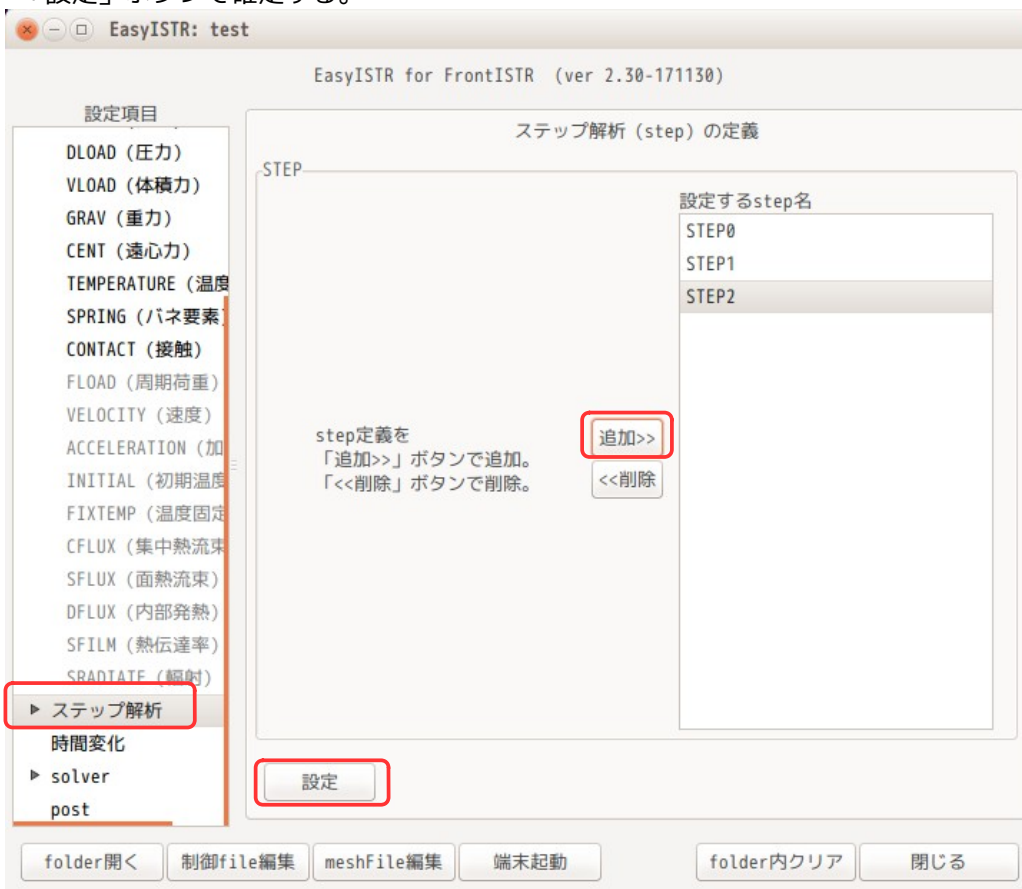 設定」ボタンで確定する。
EasyISTR: test
EasyISTR for FrontISTR (ver 2.30-171130)
設定項目
DLOAD (圧力)
VLOAD (体積力)
GRAV (重力)
CENT (遠心力)
TEMPERATURE (温度
SPRING (バネ要素)
CONTACT (接触)
FLOAD (周期荷重)
VELOCITY (速度)
ACCELERATION (加
INITIAL (初期温度
FIXTEMP (温度固定
CFLUX (集中熱流束
SFLUX (面熱流束)
DFLUX (内部発熱)
SFILM (熱伝達率)
SRADIATE (輻射)
ステップ解析
時間変化
solver
post
ステップ解析 (step) の定義
STEP
設定するstep名
STEP0
STEP1
STEP2
step定義を
「追加>>」ボタンで追加。
「<<削除」ボタンで削除。
追加>>
<<削除
設定
folder開く
制御file編集
meshFile編集
端末起動
folder内クリア
閉じる